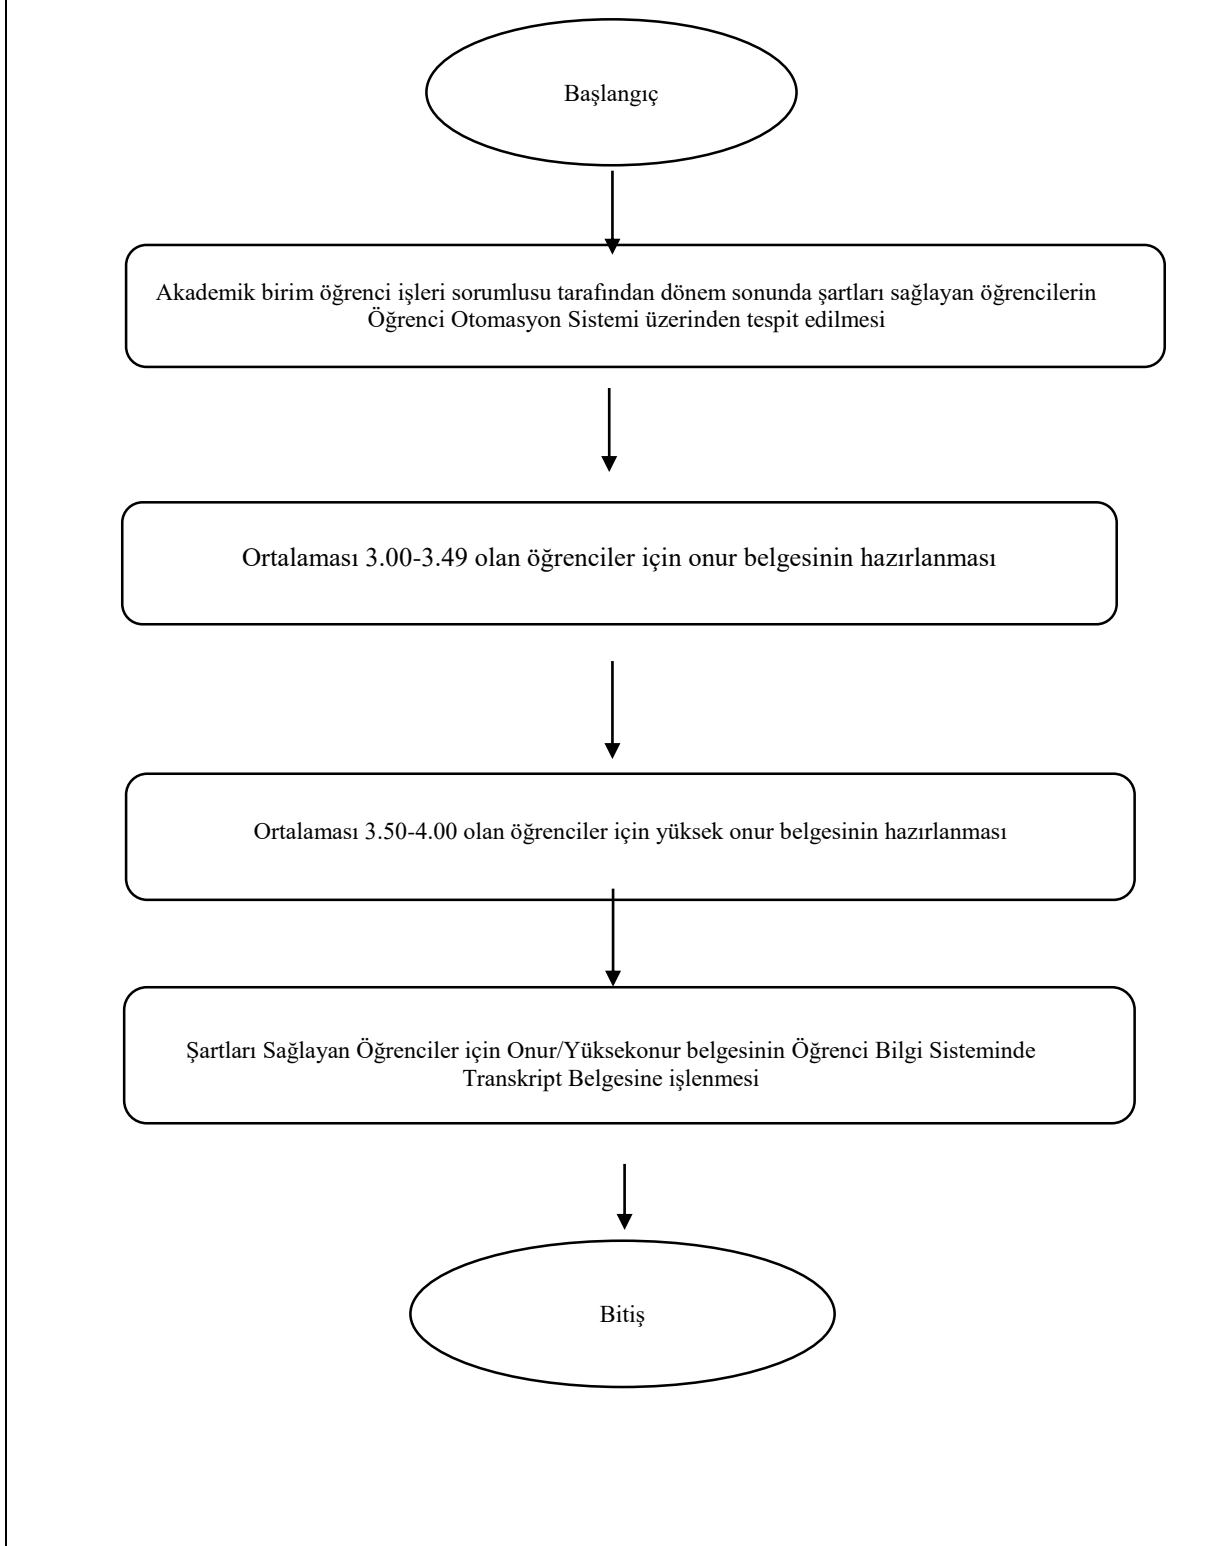 Başlangıç
Akademik birim öğrenci işleri sorumlusu tarafından dönem sonunda şartları sağlayan öğrencilerin
Öğrenci Otomasyon Sistemi üzerinden tespit edilmesi
Ortalaması 3.00-3.49 olan öğrenciler için onur belgesinin hazırlanması
Ortalaması 3.50-4.00 olan öğrenciler için yüksek onur belgesinin hazırlanması
Şartları Sağlayan Öğrenciler için Onur/Yüksekonur belgesinin Öğrenci Bilgi Sisteminde
Transkript Belgesine işlenmesi
Bitiş